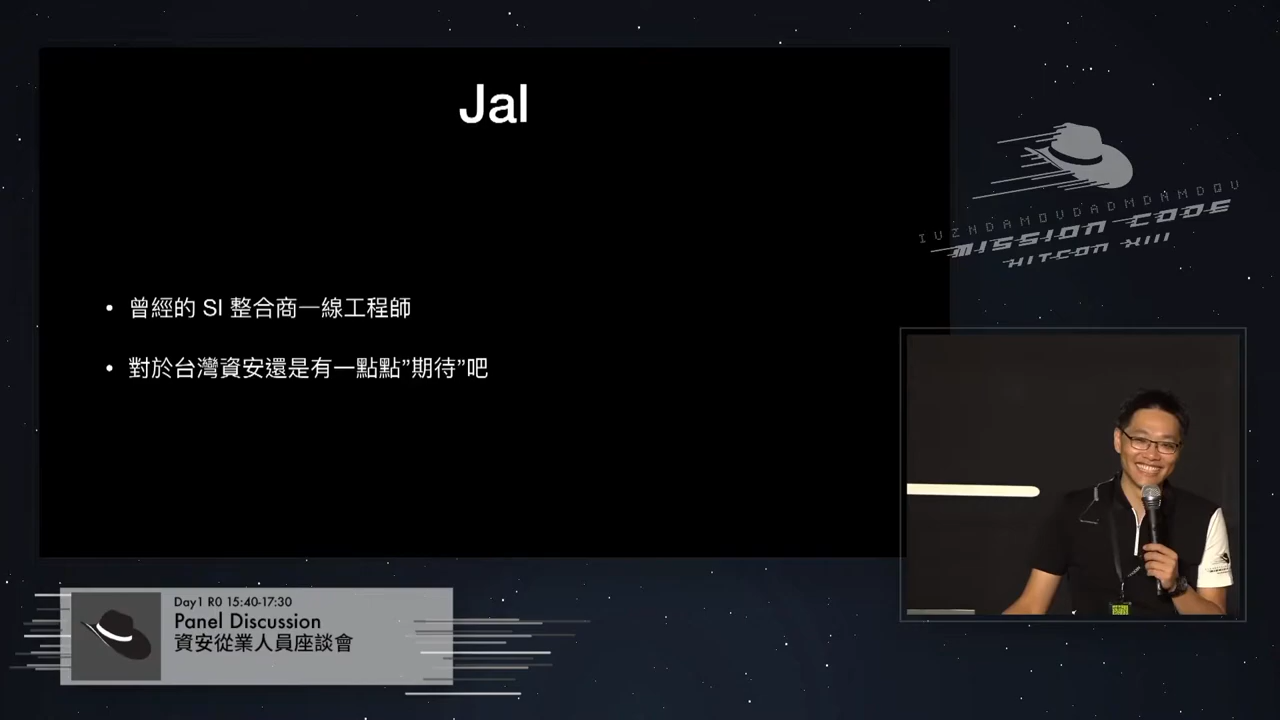 Jal
• 曾經的 SI 整合商一線工程師
• 對於台灣資安還是有一點點”期待”吧
IVZNDAMOVDADMDNMDQV
MISSION CODE
HITCON XIII
Day1 R0 15:40-17:30
Panel Discussion
資安從業人員座談會